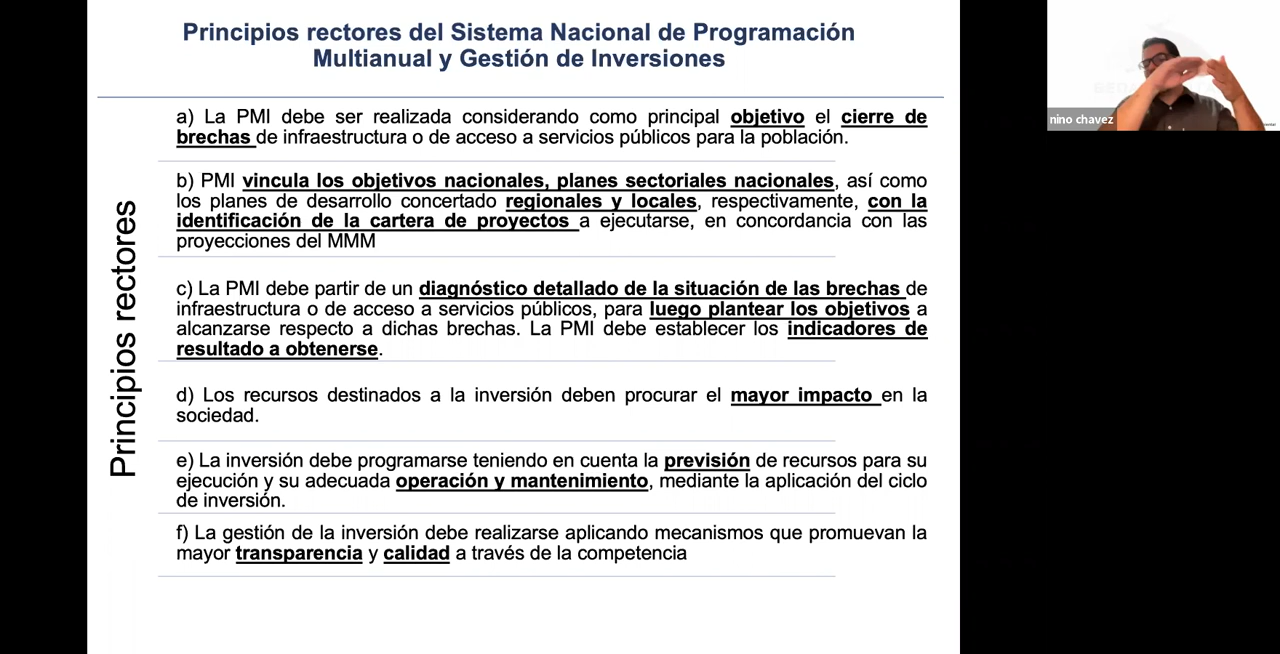 Principios rectores del Sistema Nacional de Programación
Multianual y Gestión de Inversiones
Principios rectores
a) La PMI debe ser realizada considerando como principal objetivo el cierre de
brechas de infraestructura o de acceso a servicios públicos para la población.
b) PMI vincula los objetivos nacionales, planes sectoriales nacionales, así como
los planes de desarrollo concertado regionales y locales, respectivamente, con la
identificación de la cartera de proyectos a ejecutarse, en concordancia con las
proyecciones del MMM
c) La PMI debe partir de un diagnóstico detallado de la situación de las brechas de
infraestructura o de acceso a servicios públicos, para luego plantear los objetivos a
alcanzarse respecto a dichas brechas. La PMI debe establecer los indicadores de
resultado a obtenerse.
d) Los recursos destinados a la inversión deben procurar el mayor impacto en la
sociedad.
e) La inversión debe programarse teniendo en cuenta la previsión de recursos para su
ejecución y su adecuada operación y mantenimiento, mediante la aplicación del ciclo
de inversión.
f) La gestión de la inversión debe realizarse aplicando mecanismos que promuevan la
mayor transparencia y calidad a través de la competencia
nino chavez